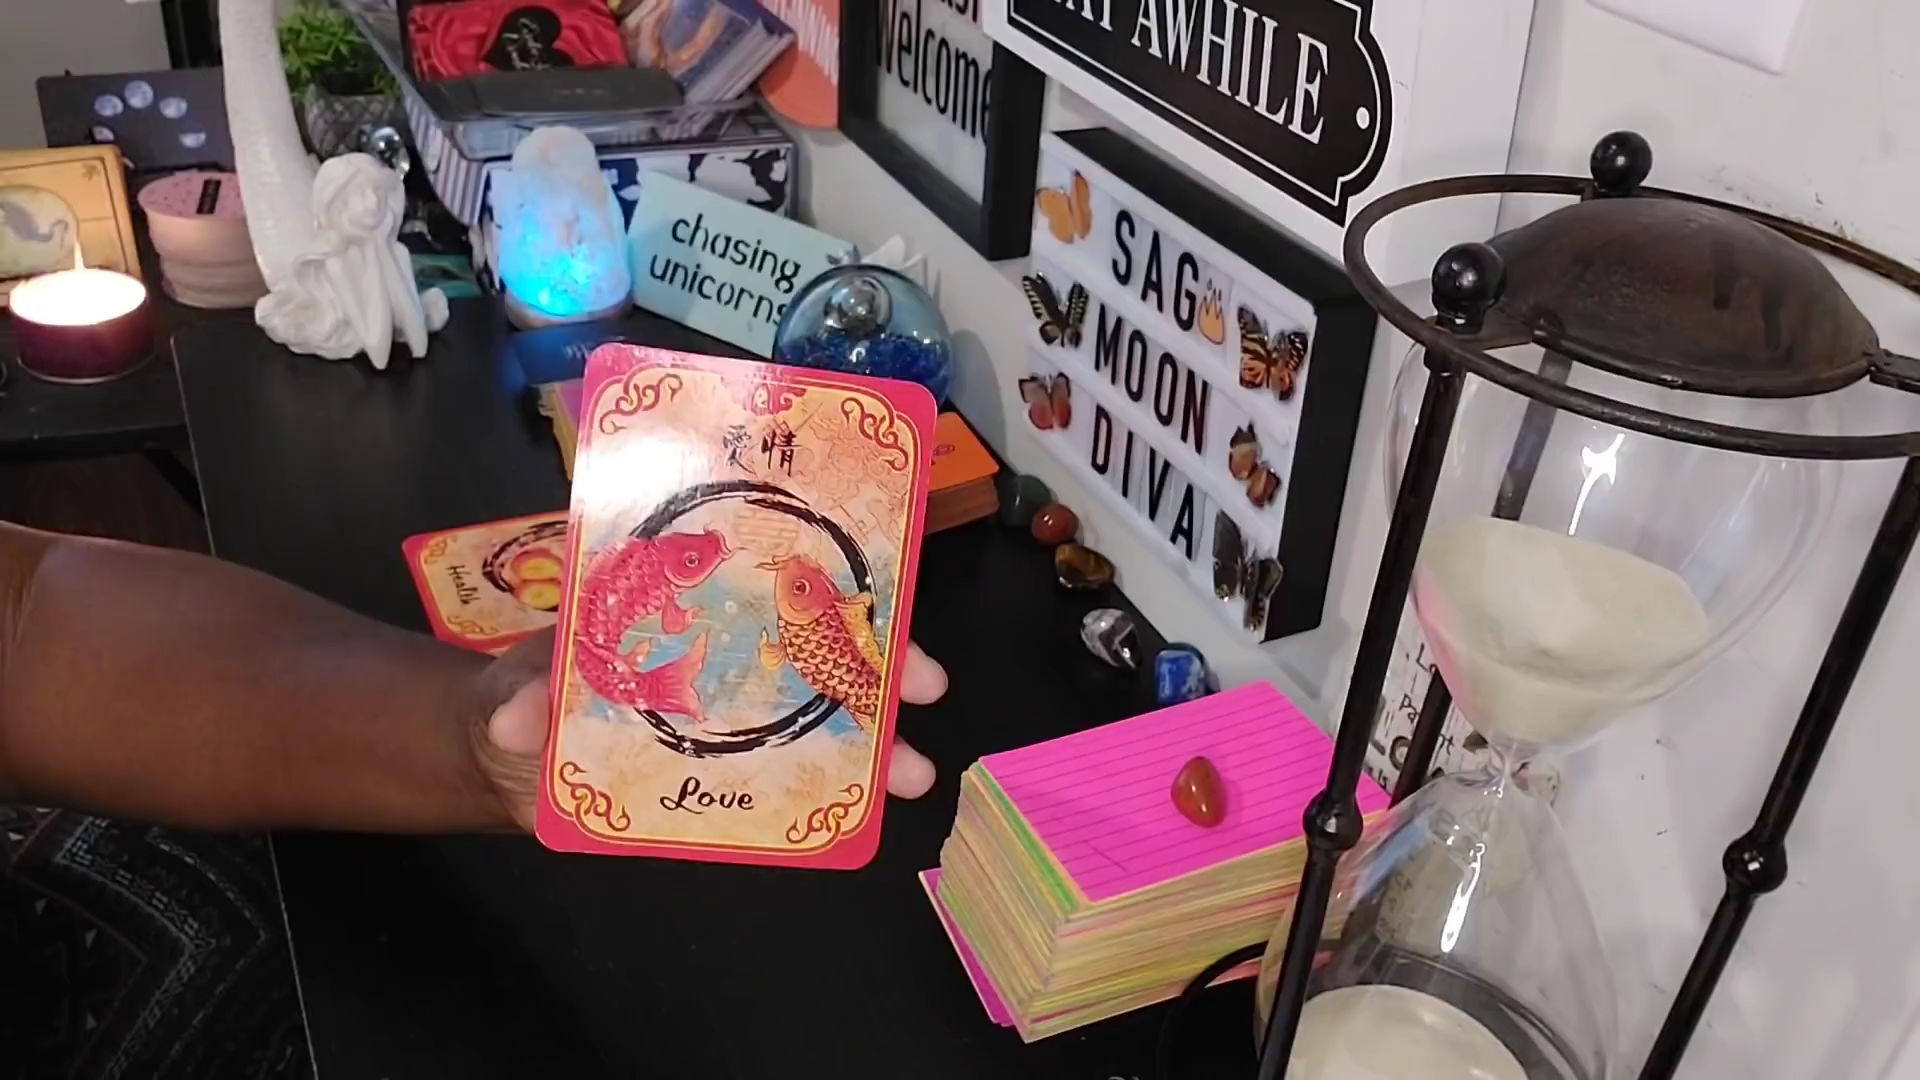 Welcome
AWHILE
chasing
unicorns
SAG
MOON
DIVA
愛情
Love
Health